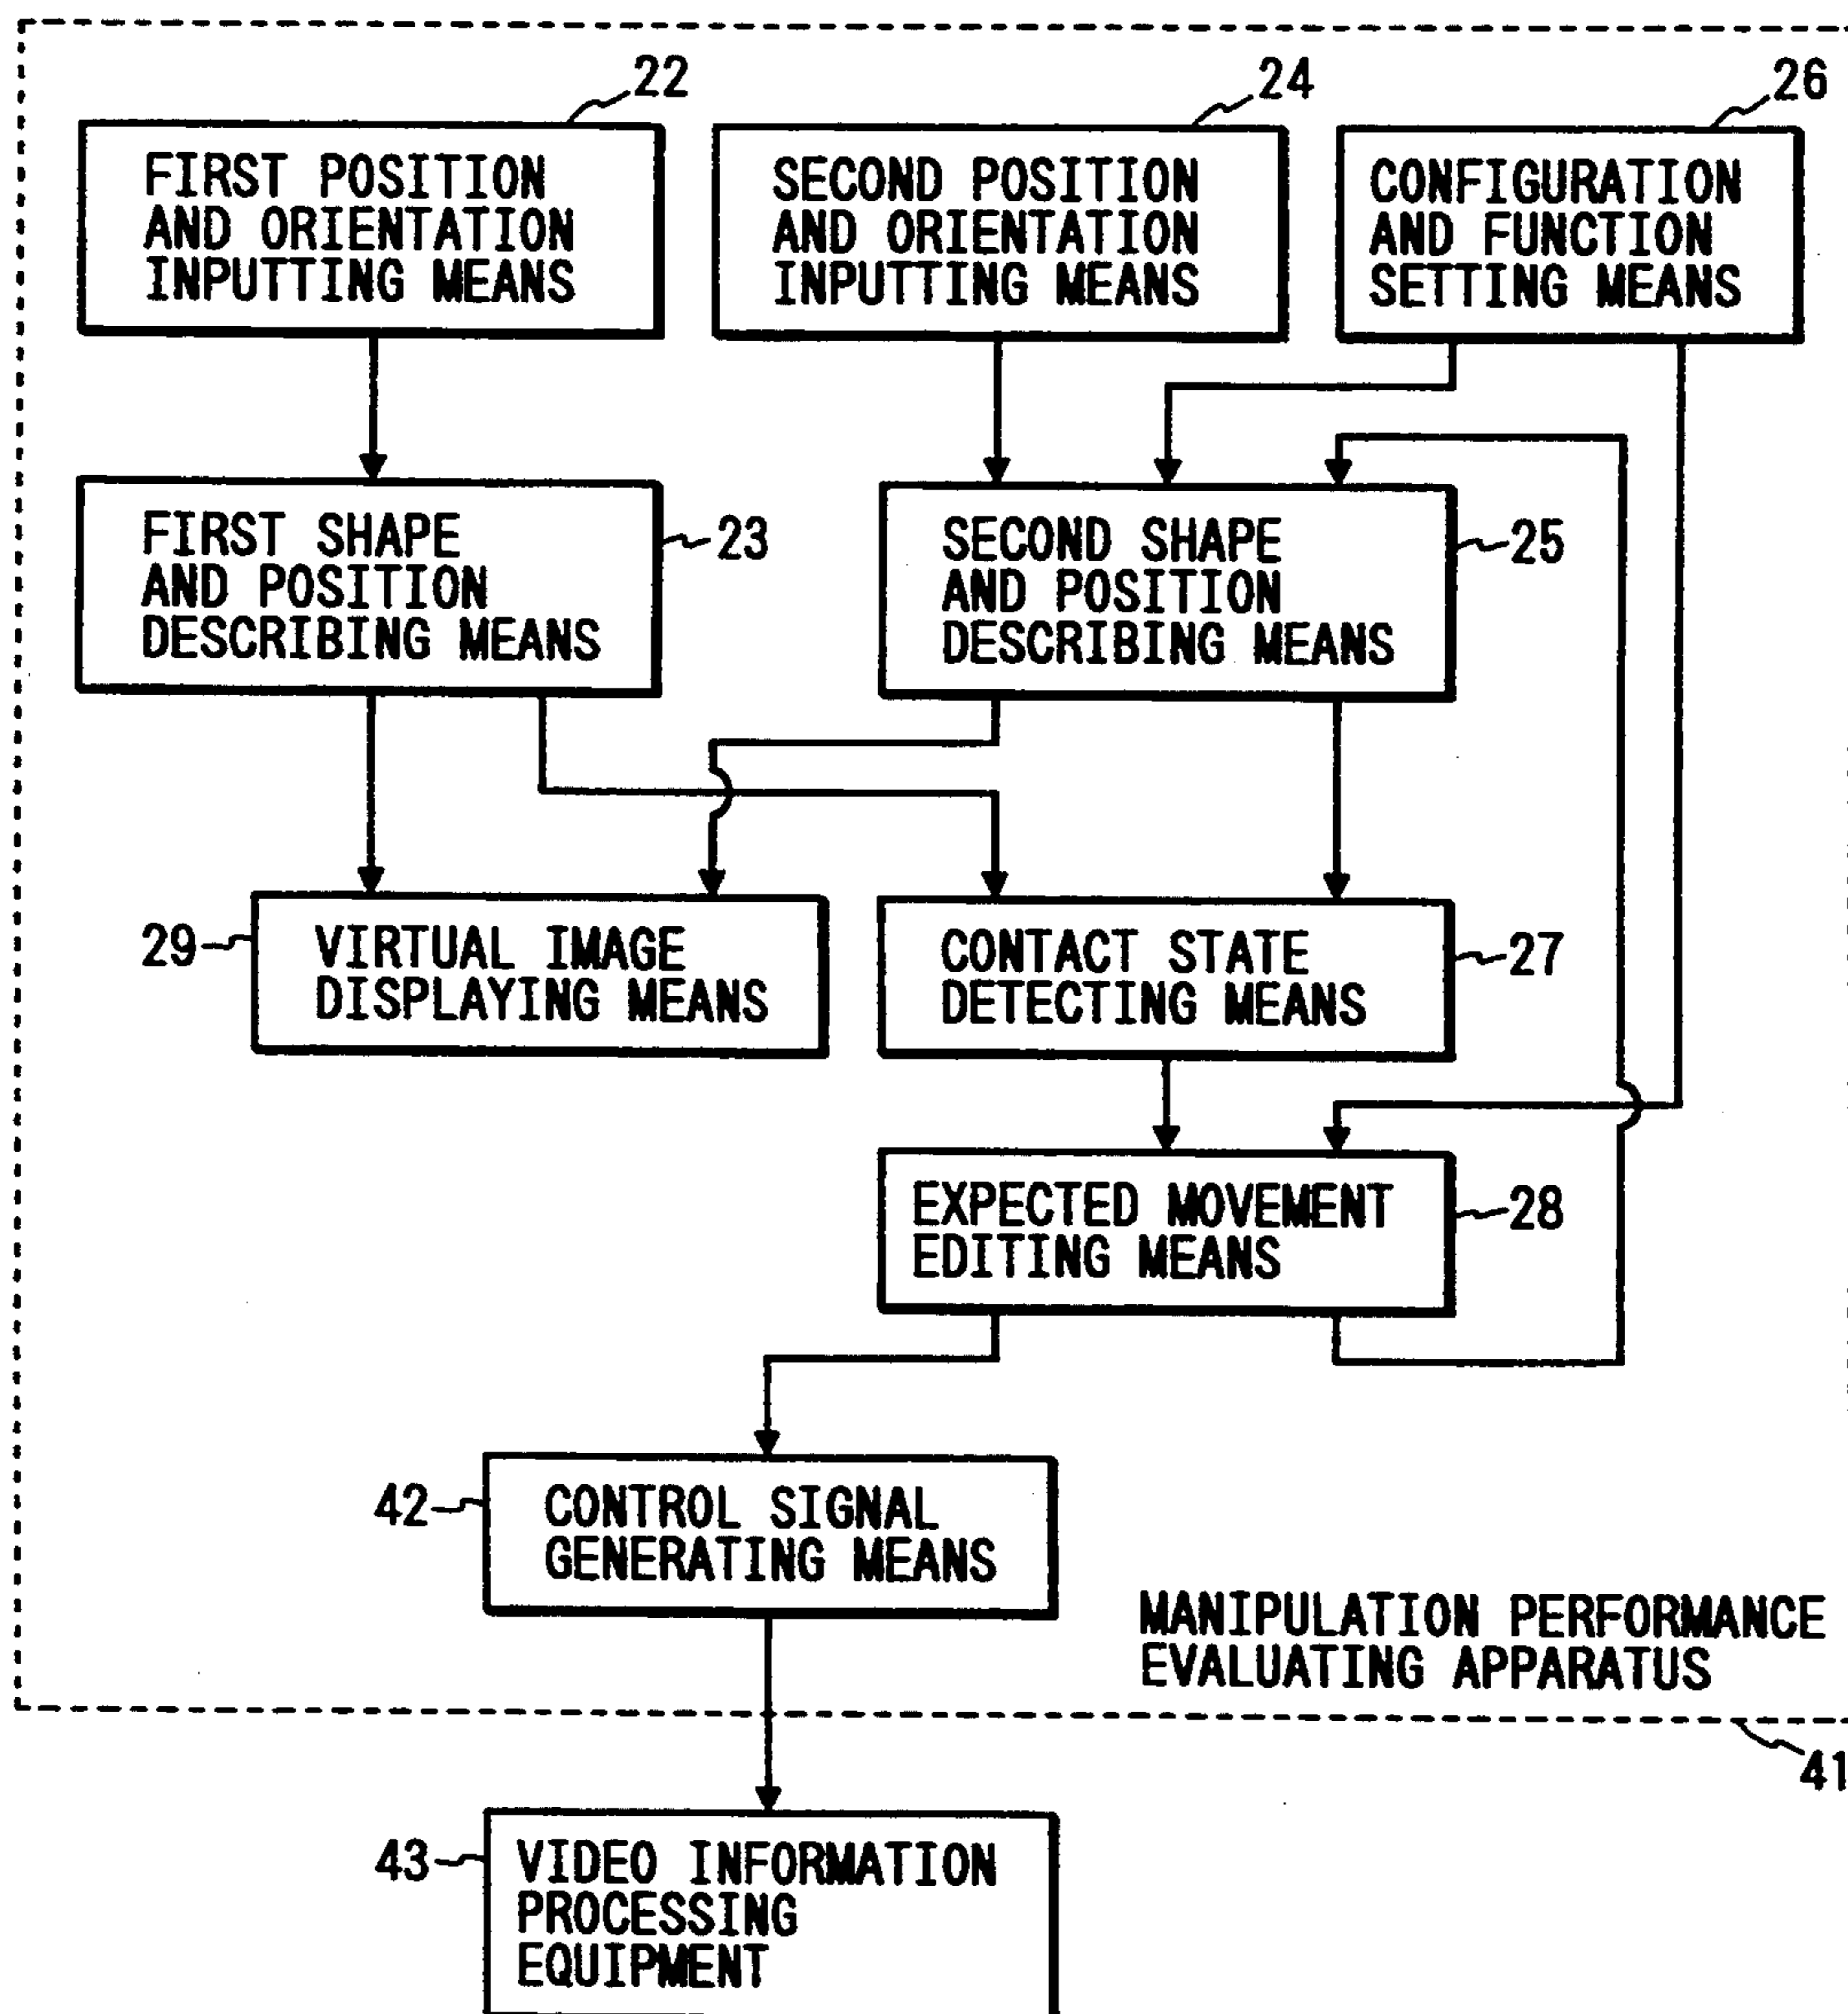 22
24
26
FIRST POSITION
AND ORIENTATION
INPUTTING MEANS
SECOND POSITION
AND ORIENTATION
INPUTTING MEANS
CONFIGURATION
AND FUNCTION
SETTING MEANS
FIRST SHAPE
AND POSITION
DESCRIBING MEANS
23
SECOND SHAPE
AND POSITION
DESCRIBING MEANS
25
29
VIRTUAL IMAGE
DISPLAYING MEANS
CONTACT STATE
DETECTING MEANS
27
EXPECTED MOVEMENT
EDITING MEANS
28
42
CONTROL SIGNAL
GENERATING MEANS
MANIPULATION PERFORMANCE
EVALUATING APPARATUS
41
43
VIDEO INFORMATION
PROCESSING
EQUIPMENT